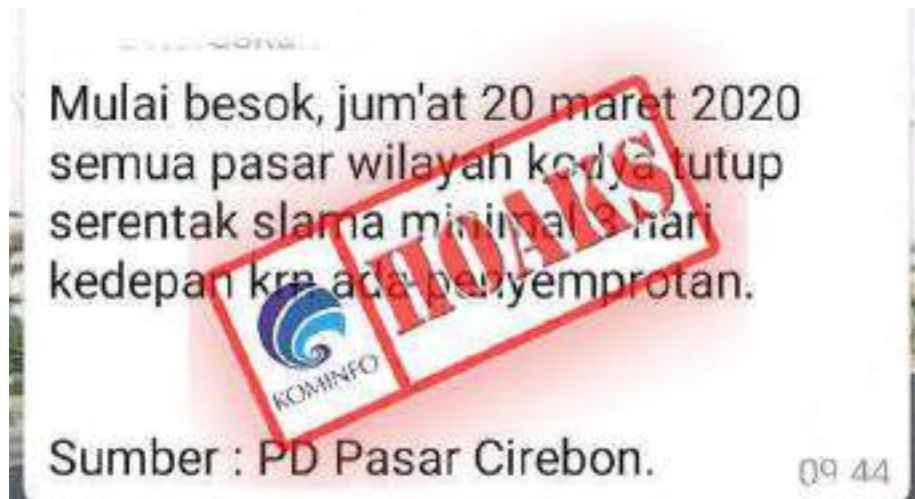 Mulai besok, jum'at 20 maret 2020
semua pasar wilayah kodya tutup
serentak slama minimal 3 hari
kedepan krn ada penyemprotan.
HOAKS
KOMINFO
Sumber : PD Pasar Cirebon.
09 44